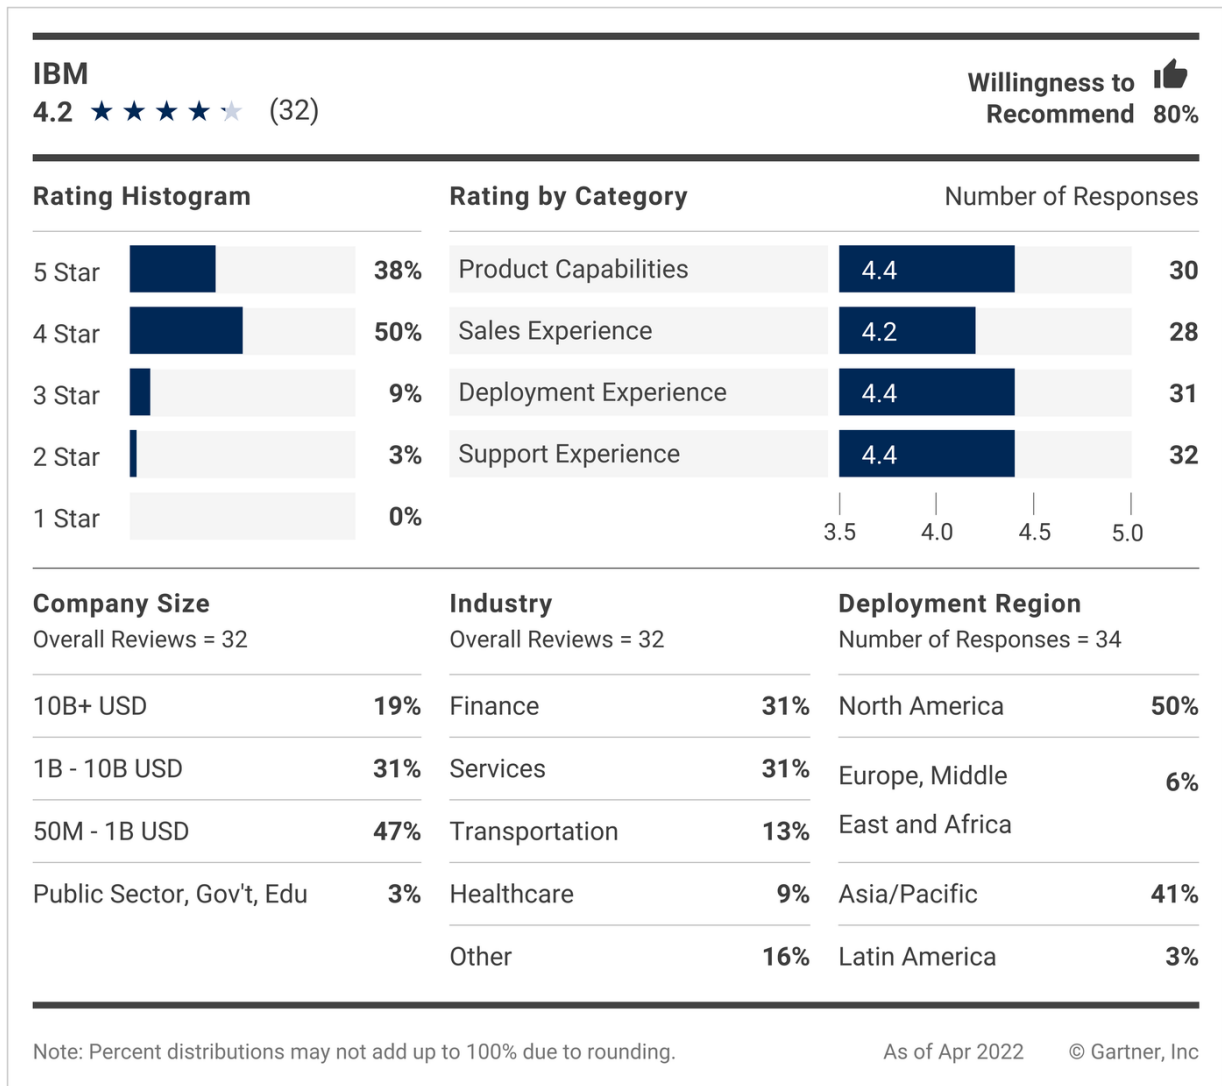 IBM
4.2 (32)
Willingness to
Recommend 80%
Rating Histogram
5 Star 38%
4 Star 50%
3 Star 9%
2 Star 3%
1 Star 0%
Rating by Category Number of Responses
Product Capabilities 4.4 30
Sales Experience 4.2 28
Deployment Experience 4.4 31
Support Experience 4.4 32
3.5 4.0 4.5 5.0
Company Size
Overall Reviews = 32
10B+ USD 19%
1B - 10B USD 31%
50M - 1B USD 47%
Public Sector, Gov't, Edu 3%
Industry
Overall Reviews = 32
Finance 31%
Services 31%
Transportation 13%
Healthcare 9%
Other 16%
Deployment Region
Number of Responses = 34
North America 50%
Europe, Middle 6%
East and Africa
Asia/Pacific 41%
Latin America 3%
Note: Percent distributions may not add up to 100% due to rounding. As of Apr 2022 © Gartner, Inc